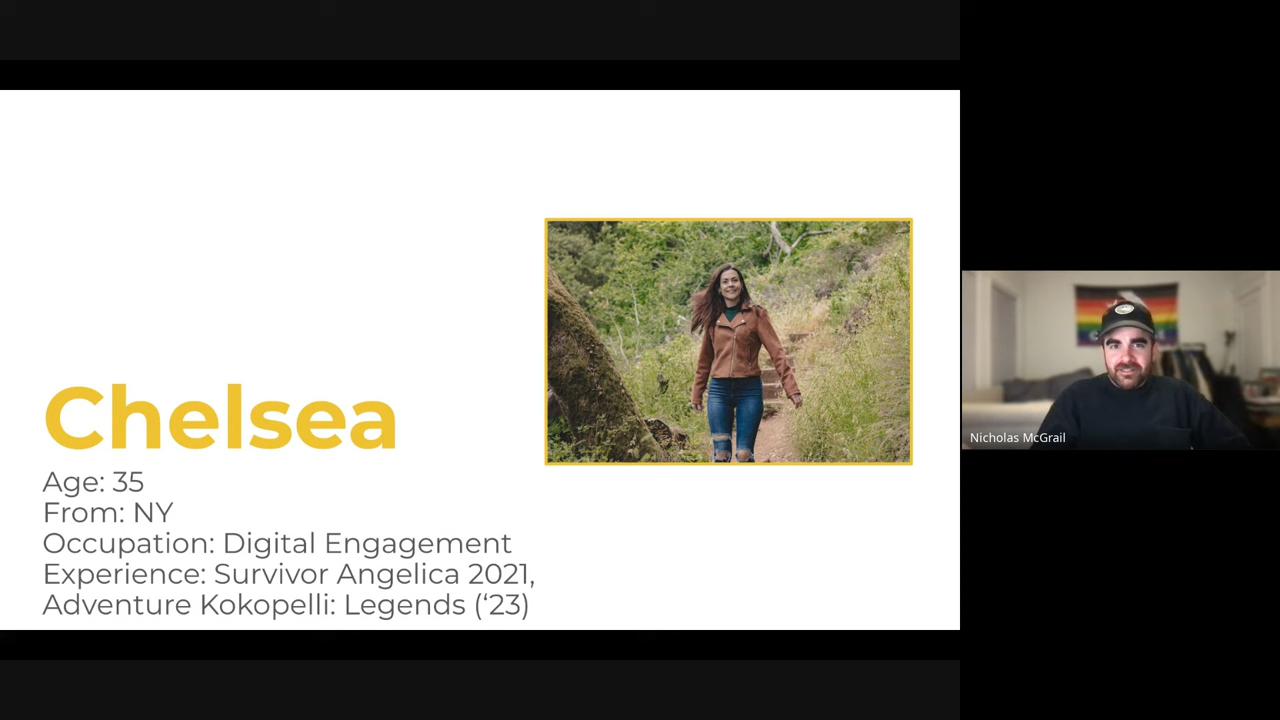 Chelsea
Age: 35
From: NY
Occupation: Digital Engagement
Experience: Survivor Angelica 2021,
Adventure Kokopelli: Legends (‘23)
Nicholas McGrail